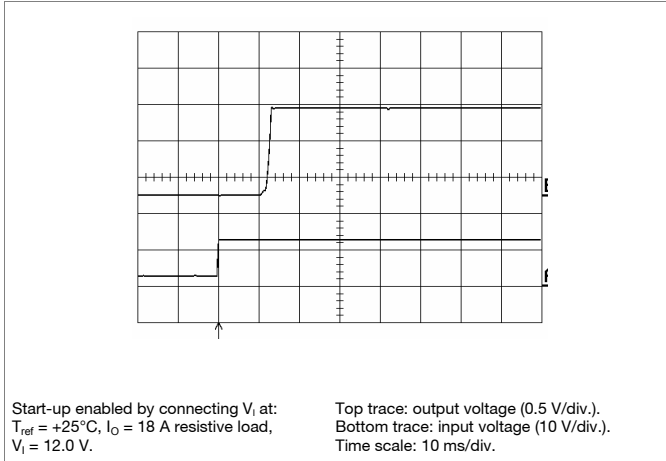 Start-up enabled by connecting VI at:
Tref = +25°C, IO = 18 A resistive load,
VI = 12.0 V.
Top trace: output voltage (0.5 V/div.).
Bottom trace: input voltage (10 V/div.).
Time scale: 10 ms/div.